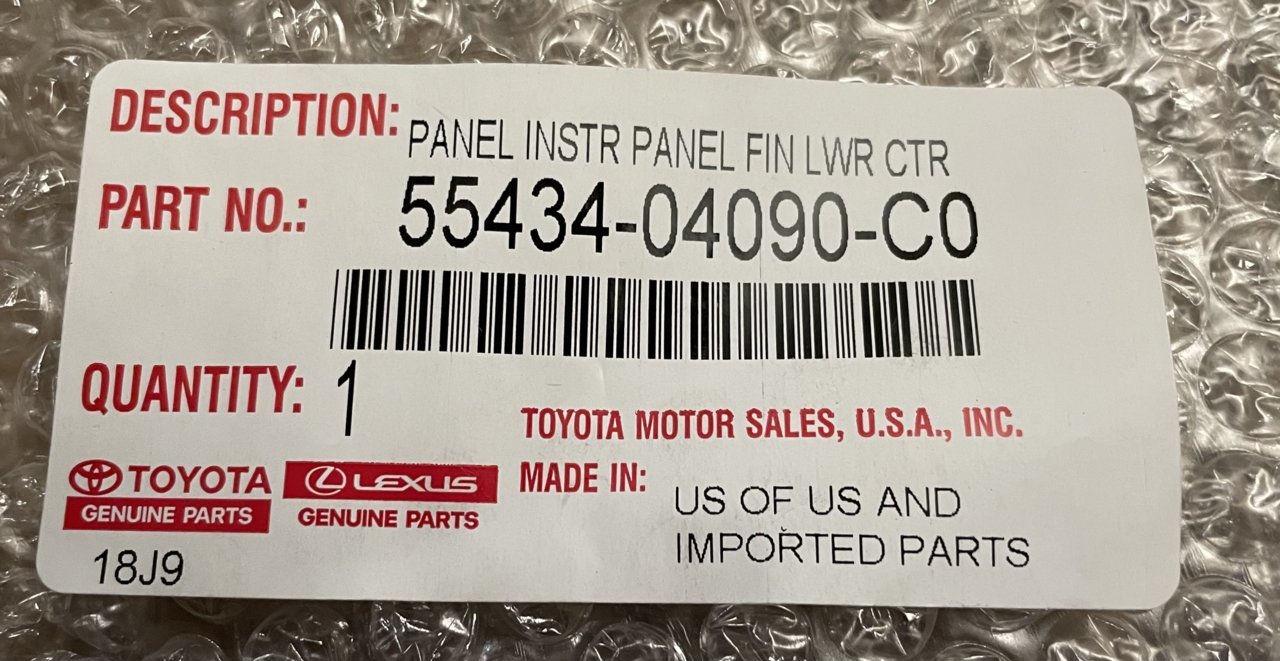 DESCRIPTION: PANEL INSTR PANEL FIN LWR CTR
PART NO.: 55434-04090-C0
QUANTITY: 1
TOYOTA MOTOR SALES, U.S.A., INC.
TOYOTA
GENUINE PARTS
LEXUS
GENUINE PARTS
MADE IN: US OF US AND
IMPORTED PARTS
18J9